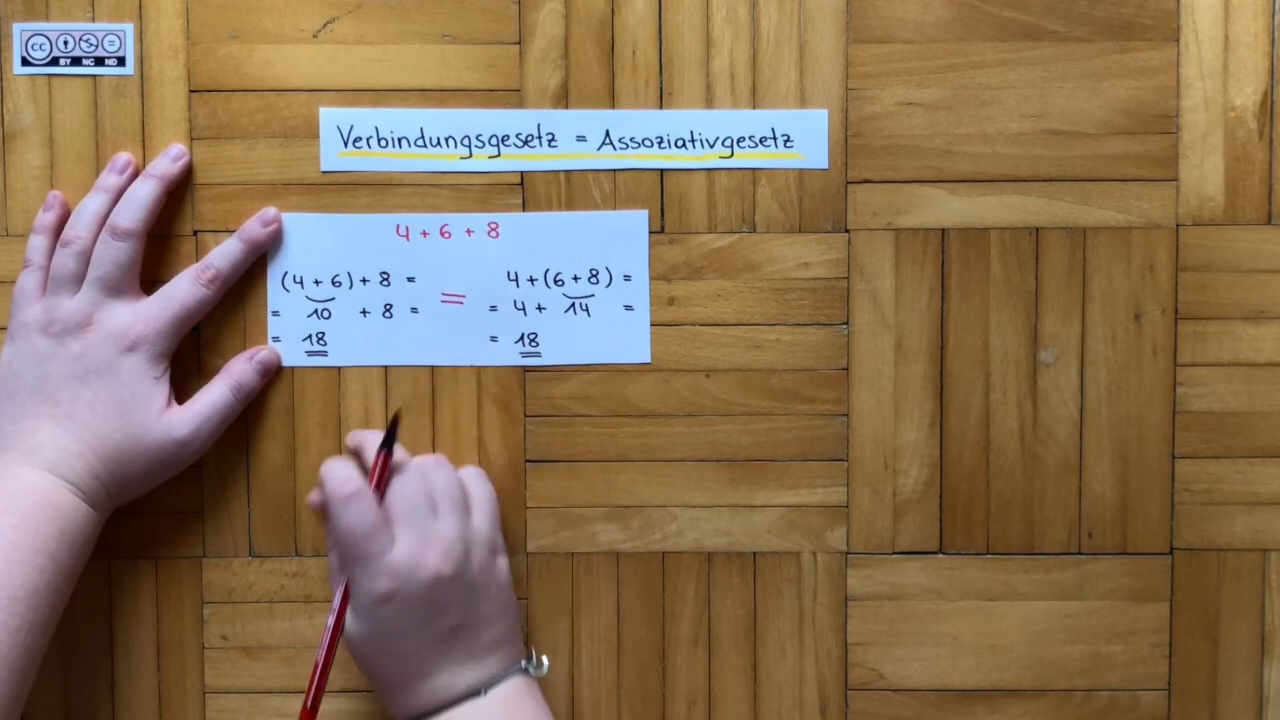 CC BY NC ND
Verbindungsgesetz = Assoziativgesetz
4 + 6 + 8
(4 + 6) + 8 = = 4 + (6 + 8) =
= 10 + 8 = = 4 + 14 =
= 18 = 18